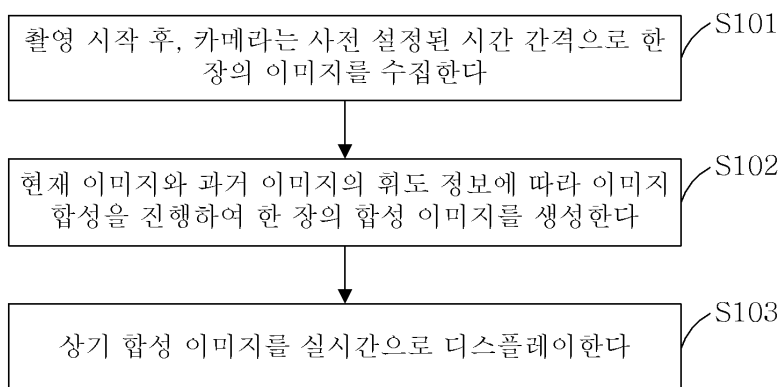 S101
촬영 시작 후, 카메라는 사전 설정된 시간 간격으로 한
장의 이미지를 수집한다
S102
현재 이미지와 과거 이미지의 휘도 정보에 따라 이미지
합성을 진행하여 한 장의 합성 이미지를 생성한다
S103
상기 합성 이미지를 실시간으로 디스플레이한다